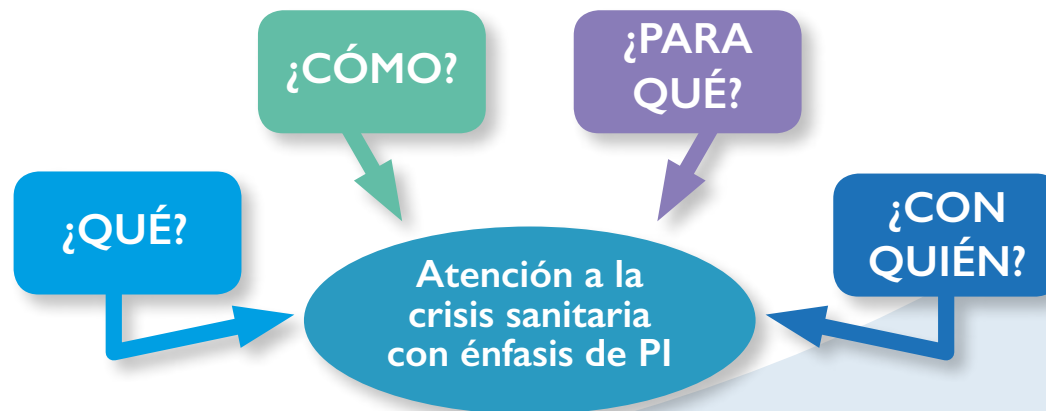 ¿CÓMO?
¿PARA
QUÉ?
¿QUÉ?
¿CON
QUIÉN?
Atención a la
crisis sanitaria
con énfasis de PI